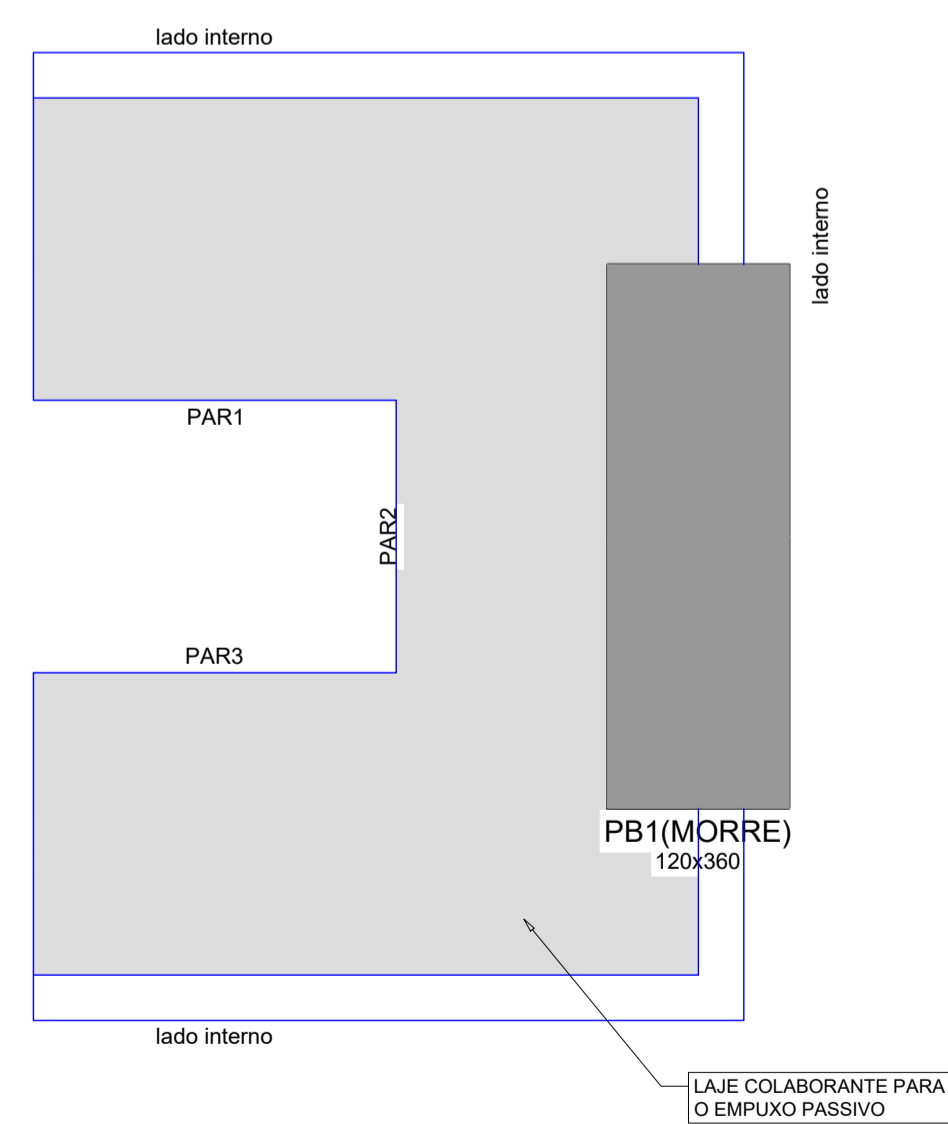 lado interno
lado interno
PAR1
PAR2
PAR3
PB1(MORRE)
120x360
lado interno
LAJE COLABORANTE PARA
O EMPUXO PASSIVO